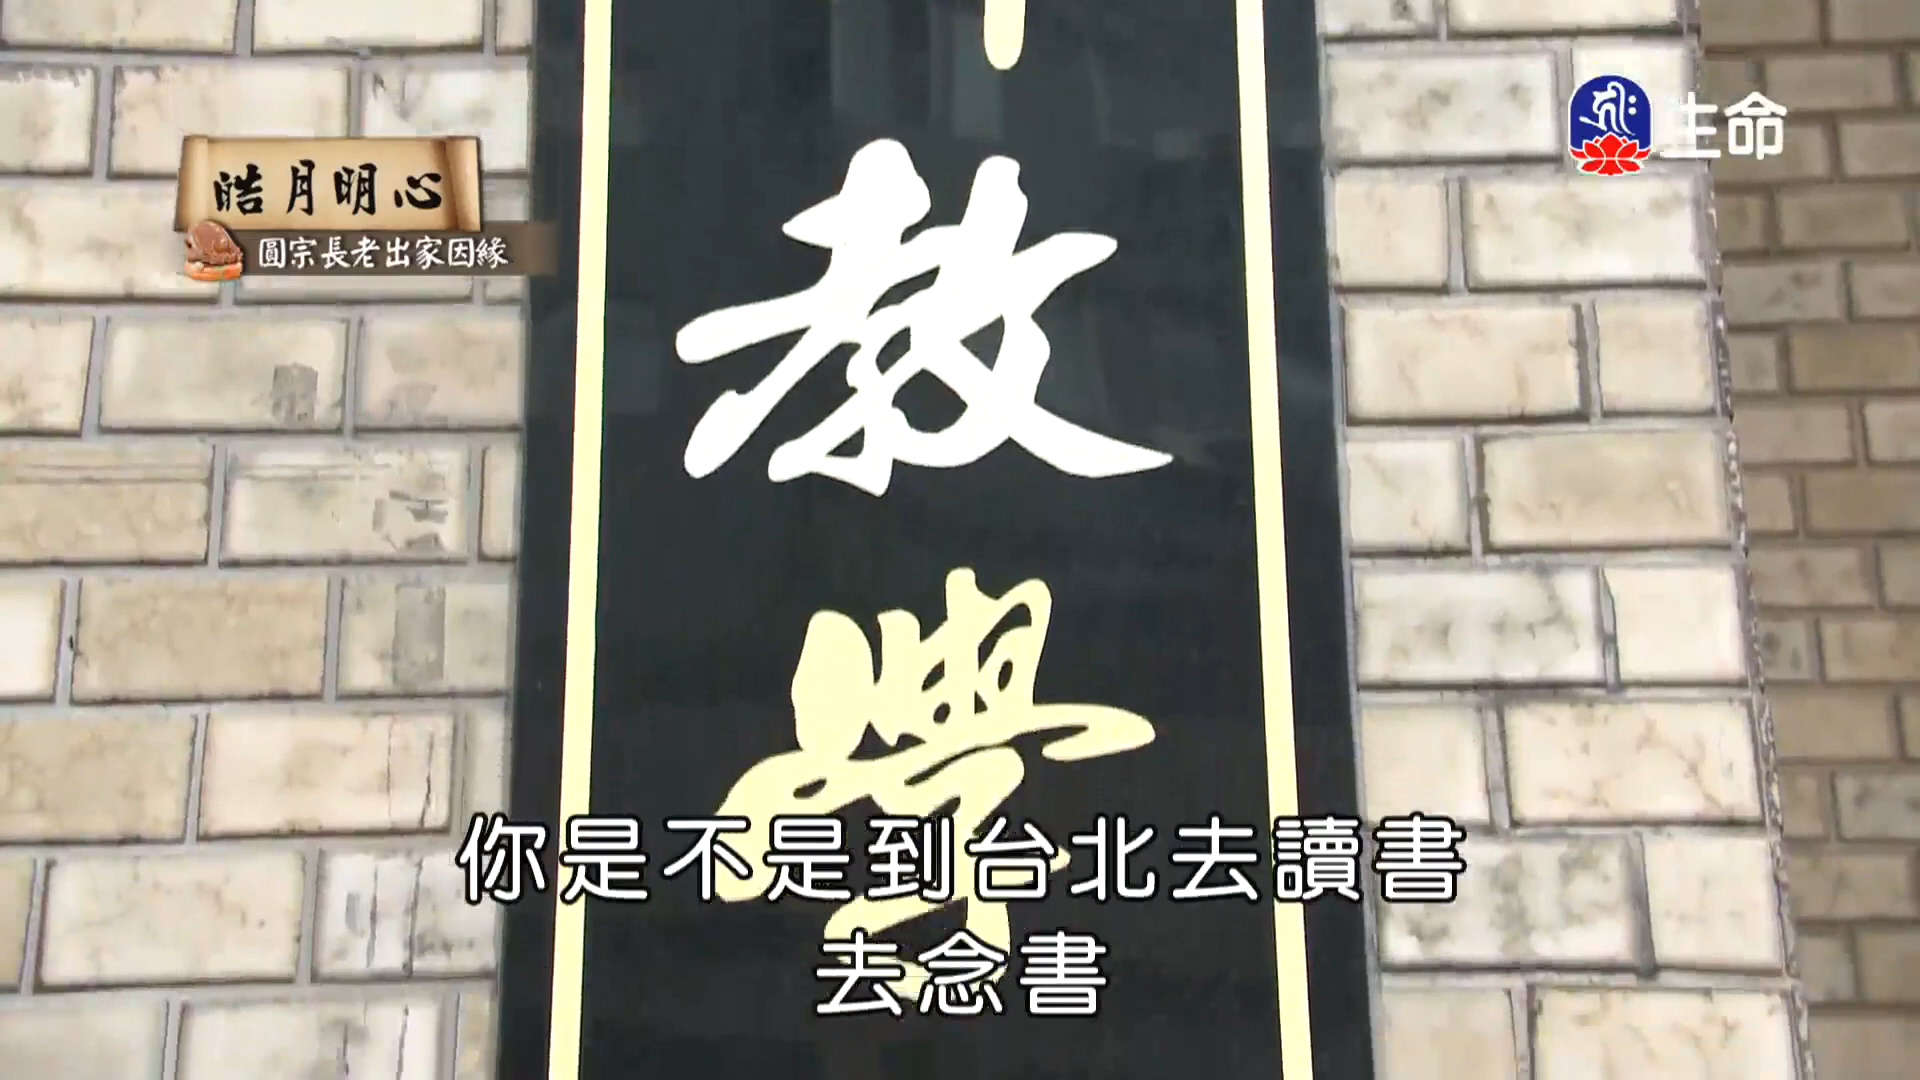 皓月明心
圓宗長老出家因緣
生命
教學
你是不是到台北去讀書
去念書